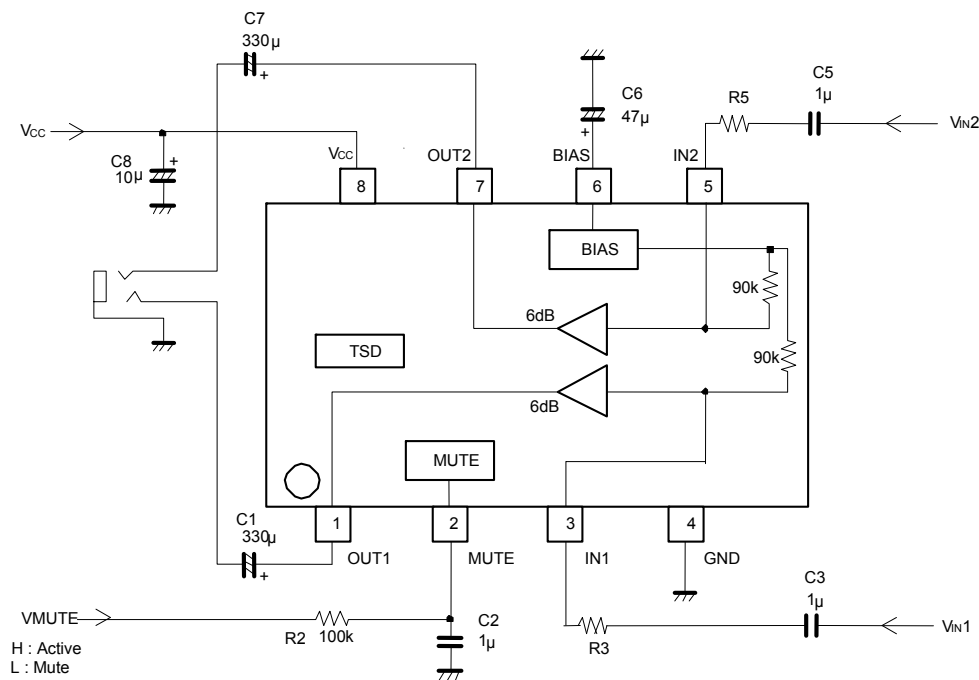 C7
330μ
C6
47μ
C5
1μ
R5
VCC
VIN2
C8
10μ
VCC
OUT2
BIAS
IN2
8
7
6
5
BIAS
90k
6dB
TSD
90k
6dB
MUTE
1
2
3
4
C1
330μ
OUT1
MUTE
IN1
GND
C3
1μ
VMUTE
R2
100k
C2
1μ
R3
VIN1
H : Active
L : Mute